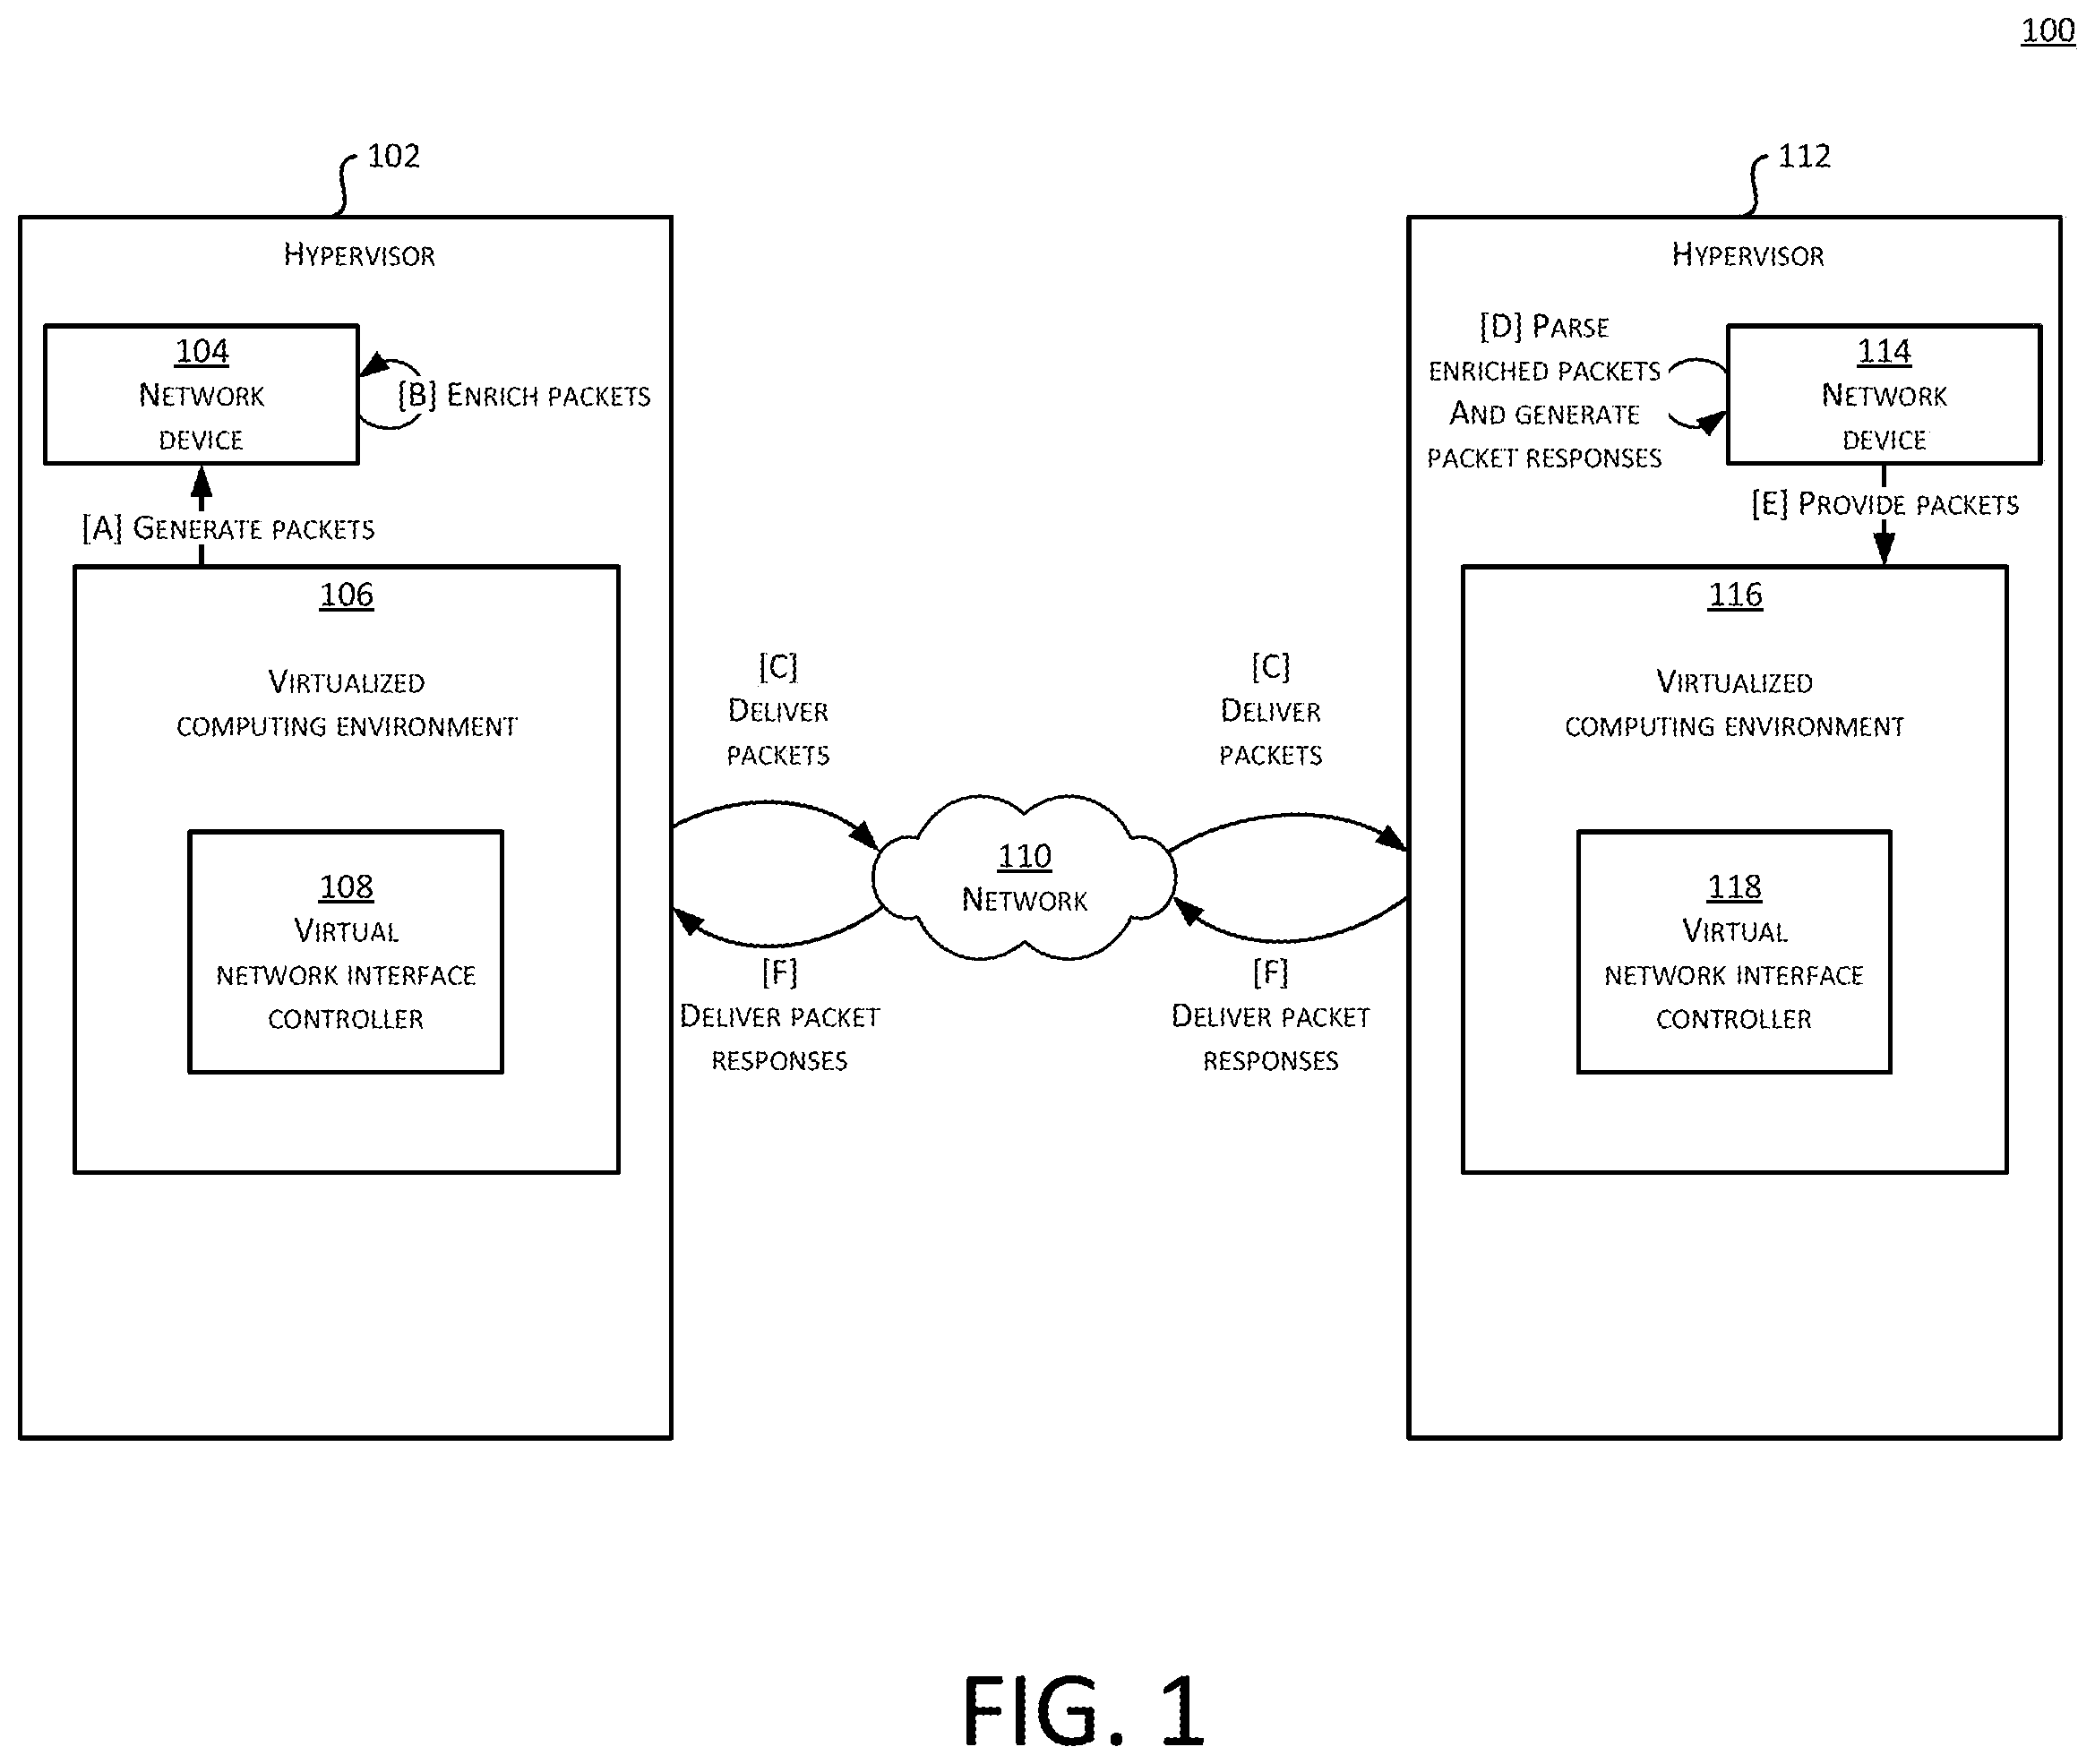 100
102
HYPERVISOR
104
NETWORK
DEVICE
[B] ENRICH PACKETS
[A] GENERATE PACKETS
106
VIRTUALIZED
COMPUTING ENVIRONMENT
108
VIRTUAL
NETWORK INTERFACE
CONTROLLER
[C]
DELIVER
PACKETS
110
NETWORK
[F]
DELIVER PACKET
RESPONSES
[C]
DELIVER
PACKETS
[F]
DELIVER PACKET
RESPONSES
112
HYPERVISOR
[D] PARSE
ENRICHED PACKETS
AND GENERATE
PACKET RESPONSES
114
NETWORK
DEVICE
[E] PROVIDE PACKETS
116
VIRTUALIZED
COMPUTING ENVIRONMENT
118
VIRTUAL
NETWORK INTERFACE
CONTROLLER
FIG. 1